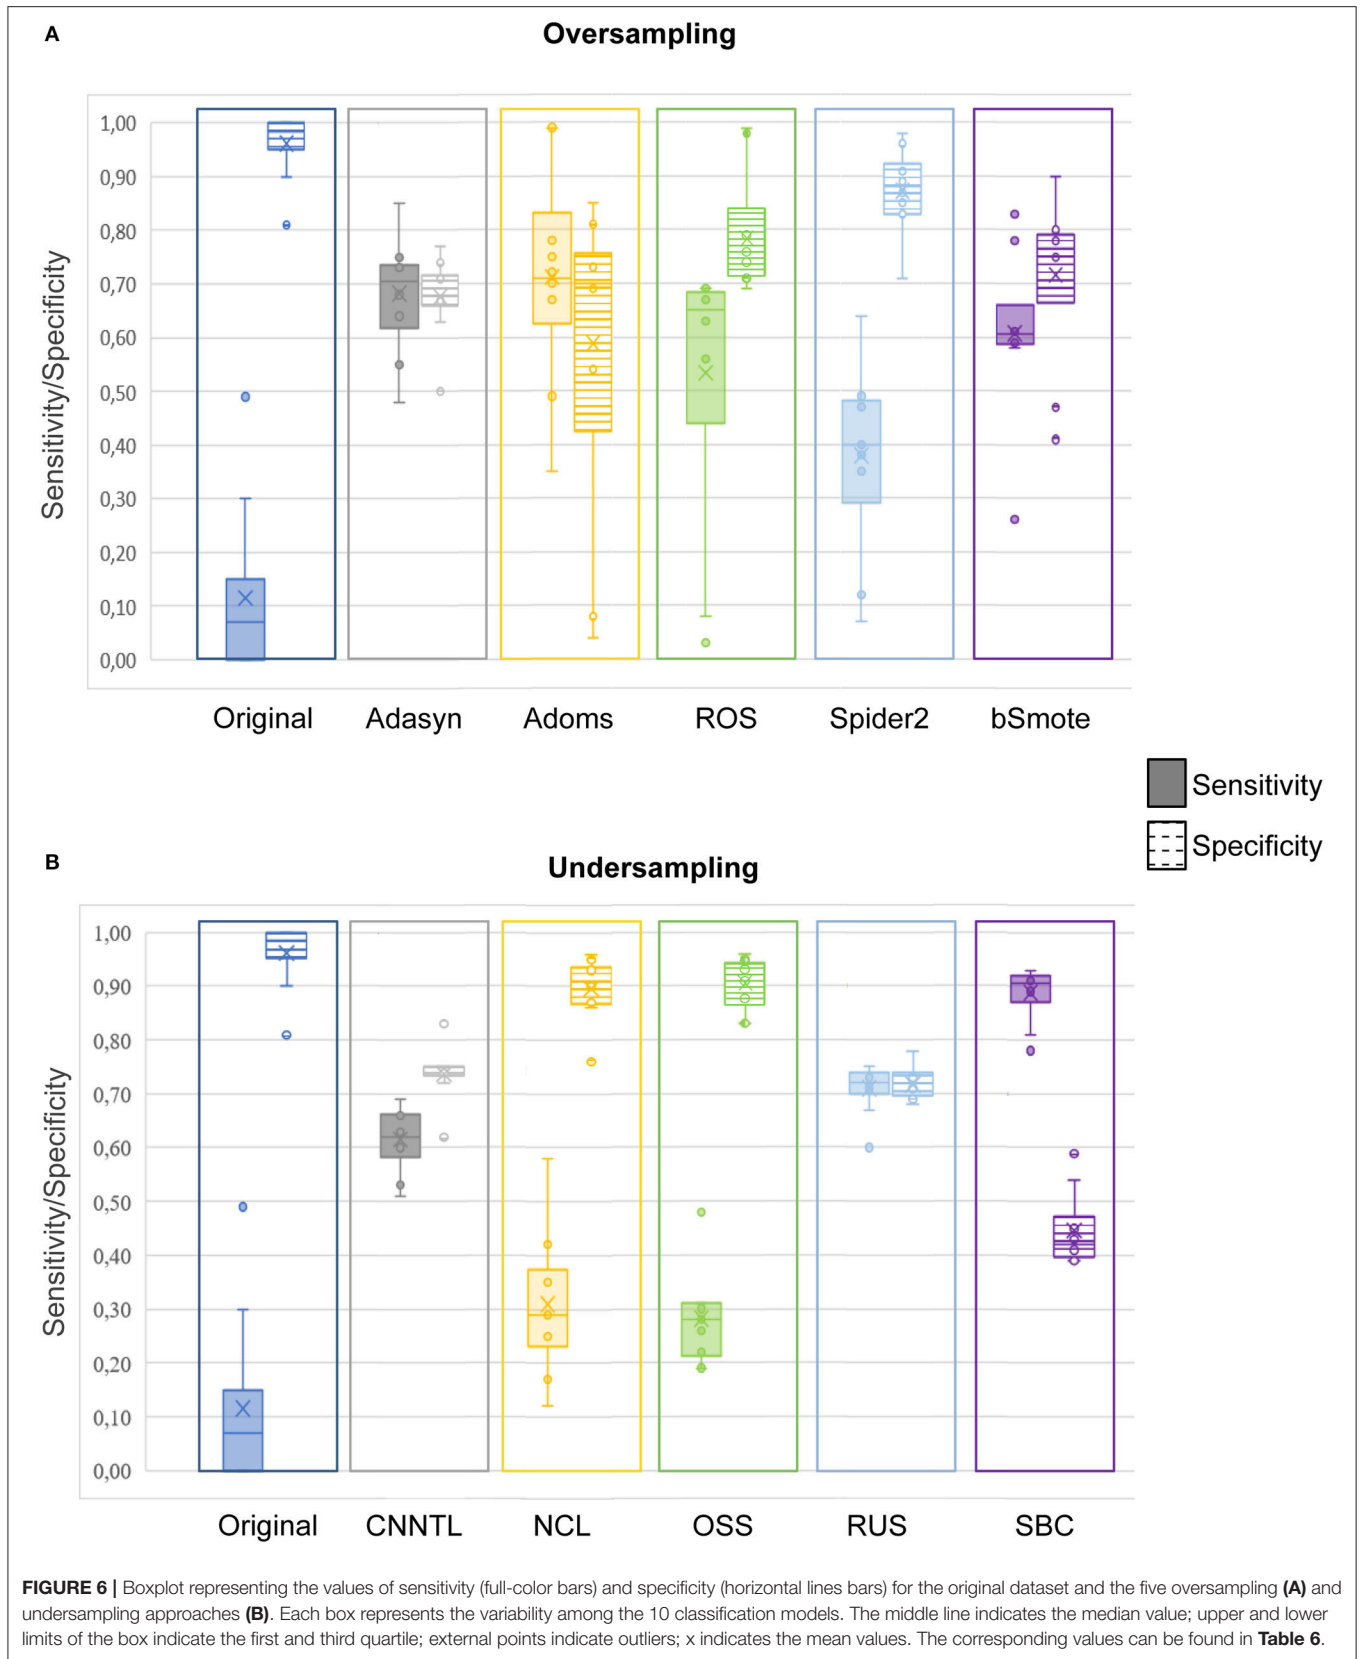 A
Oversampling
Sensitivity/Specificity
1,00
0,90
0,80
0,70
0,60
0,50
0,40
0,30
0,20
0,10
0,00
Original Adasyn Adoms ROS Spider2 bSmote
Sensitivity
Specificity
B
Undersampling
Sensitivity/Specificity
1,00
0,90
0,80
0,70
0,60
0,50
0,40
0,30
0,20
0,10
0,00
Original CNNTL NCL OSS RUS SBC
FIGURE 6 | Boxplot representing the values of sensitivity (full-color bars) and specificity (horizontal lines bars) for the original dataset and the five oversampling (A) and
undersampling approaches (B). Each box represents the variability among the 10 classification models. The middle line indicates the median value; upper and lower
limits of the box indicate the first and third quartile; external points indicate outliers; x indicates the mean values. The corresponding values can be found in Table 6.